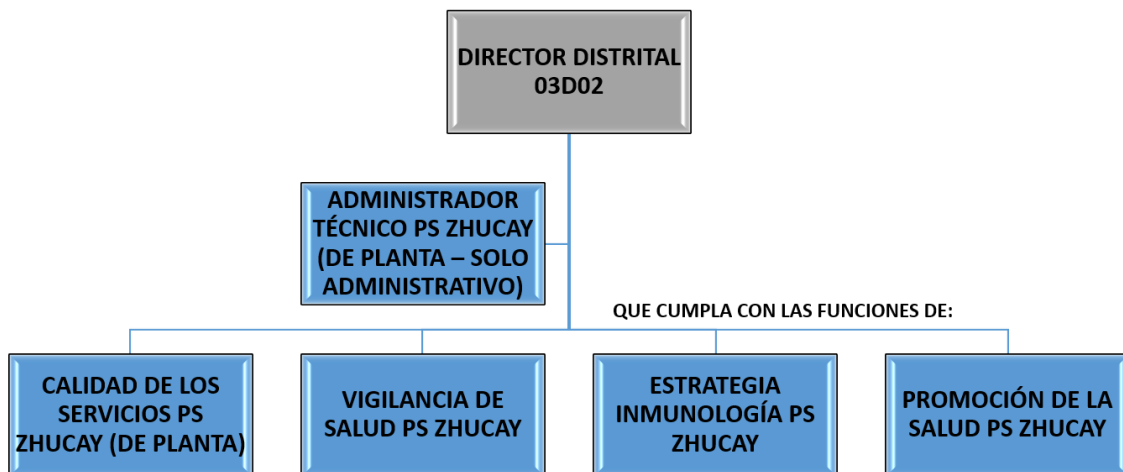 DIRECTOR DISTRITAL
03D02
ADMINISTRADOR
TÉCNICO PS ZHUCAY
(DE PLANTA – SOLO
ADMINISTRATIVO)
QUE CUMPLA CON LAS FUNCIONES DE:
CALIDAD DE LOS
SERVICIOS PS
ZHUCAY (DE PLANTA)
VIGILANCIA DE
SALUD PS ZHUCAY
ESTRATEGIA
INMUNOLOGÍA PS
ZHUCAY
PROMOCIÓN DE LA
SALUD PS ZHUCAY